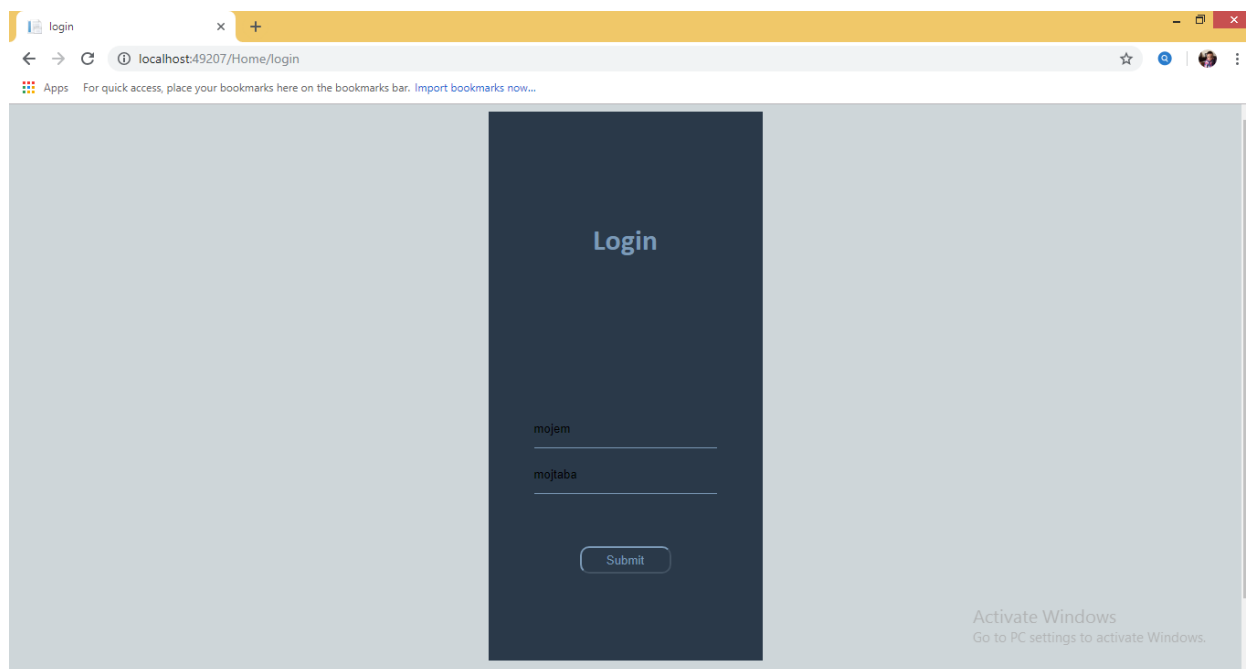 login
localhost:49207/Home/login
Apps For quick access, place your bookmarks here on the bookmarks bar. Import bookmarks now...
Login
mojem
mojtaba
Submit
Activate Windows
Go to PC settings to activate Windows.